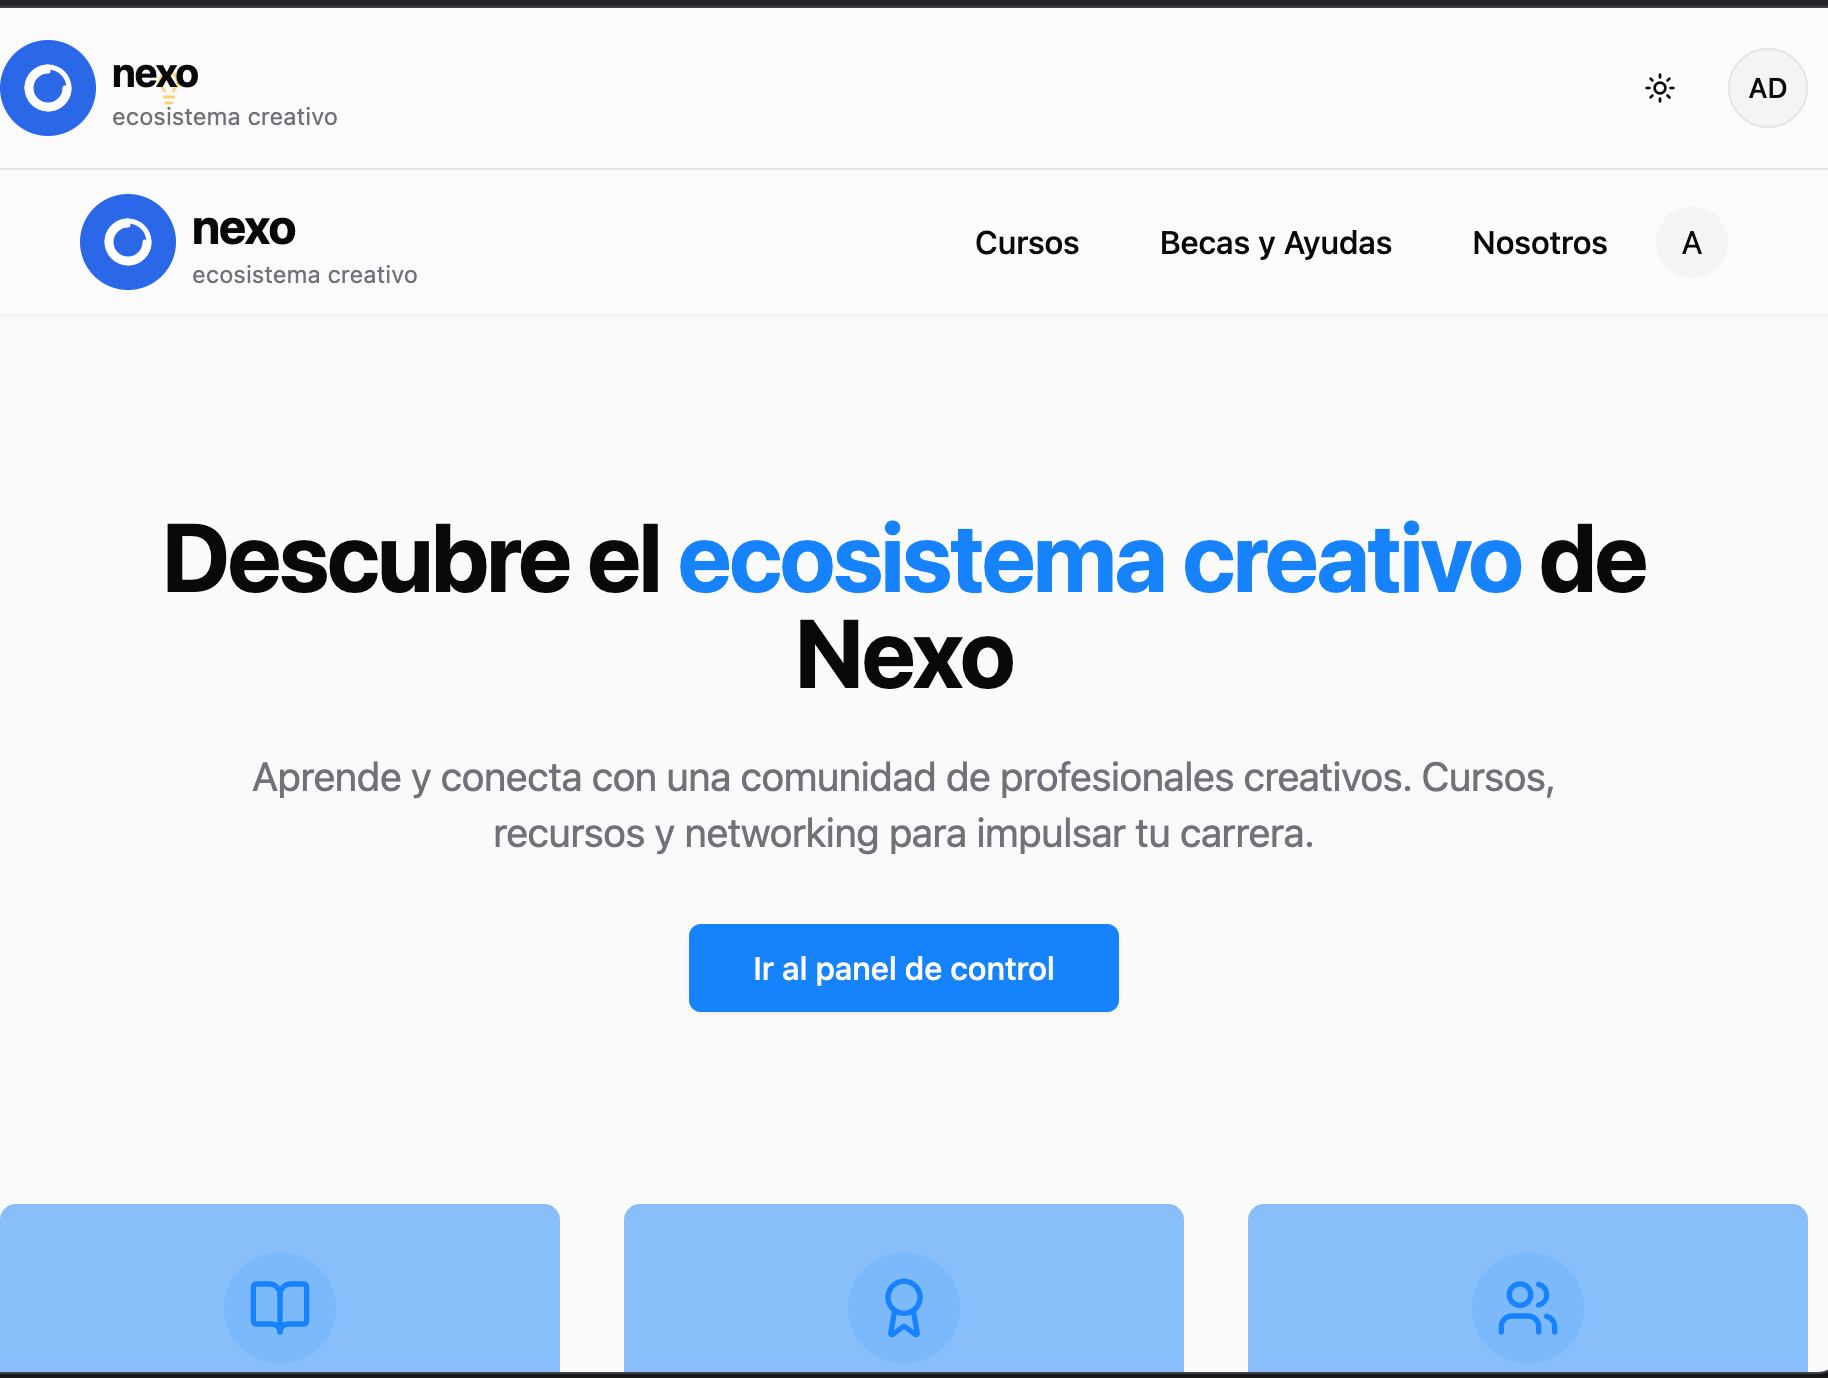 nexo
ecosistema creativo
AD
nexo
ecosistema creativo
Cursos
Becas y Ayudas
Nosotros
A
Descubre el ecosistema creativo de
Nexo
Aprende y conecta con una comunidad de profesionales creativos. Cursos,
recursos y networking para impulsar tu carrera.
Ir al panel de control